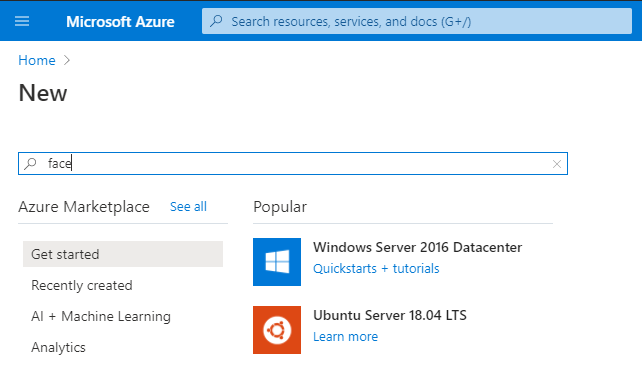 Microsoft Azure
Search resources, services, and docs (G+/)
Home
New
face
Azure Marketplace See all
Popular
Get started
Recently created
AI + Machine Learning
Analytics
Windows Server 2016 Datacenter
Quickstarts + tutorials
Ubuntu Server 18.04 LTS
Learn more